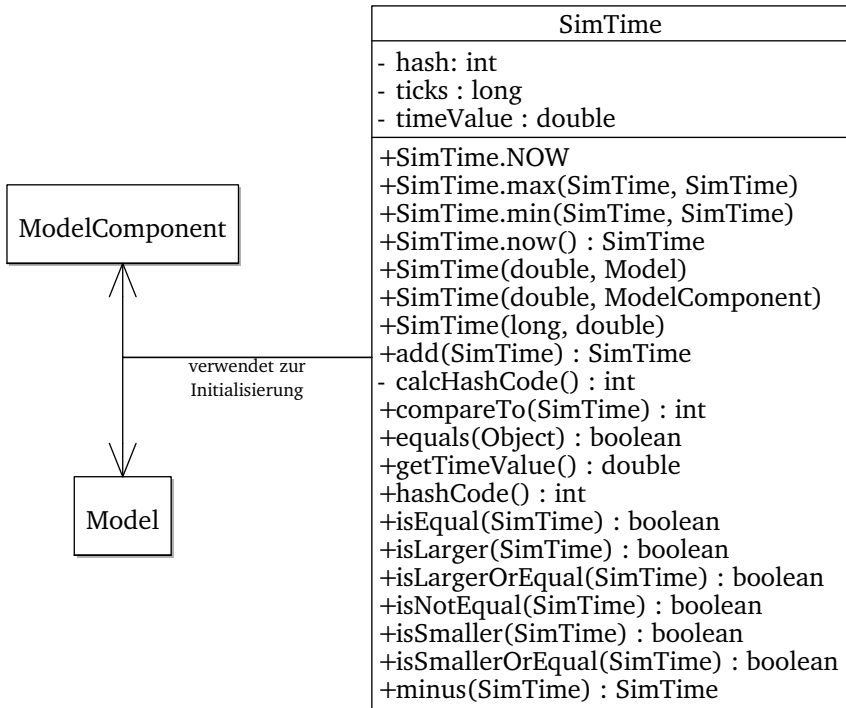 SimTime
- hash: int
- ticks : long
- timeValue : double
+SimTime.NOW
+SimTime.max(SimTime, SimTime)
+SimTime.min(SimTime, SimTime)
+SimTime.now() : SimTime
+SimTime(double, Model)
+SimTime(double, ModelComponent)
+SimTime(long, double)
+add(SimTime) : SimTime
- calcHashCode() : int
+compareTo(SimTime) : int
+equals(Object) : boolean
+getTimeValue() : double
+hashCode() : int
+isEqual(SimTime) : boolean
+isLarger(SimTime) : boolean
+isLargerOrEqual(SimTime) : boolean
+isNotEqual(SimTime) : boolean
+isSmaller(SimTime) : boolean
+isSmallerOrEqual(SimTime) : boolean
+minus(SimTime) : SimTime
ModelComponent
verwendet zur
Initialisierung
Model